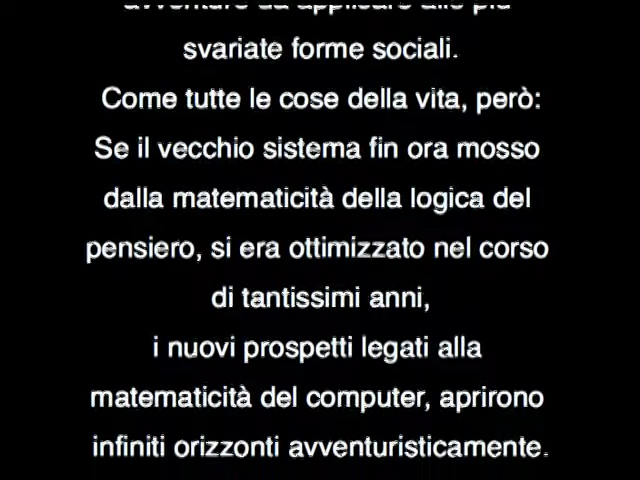 avventure da applicare alle più
svariate forme sociali.
Come tutte le cose della vita, però:
Se il vecchio sistema fin ora mosso
dalla matematicità della logica del
pensiero, si era ottimizzato nel corso
di tantissimi anni,
i nuovi prospetti legati alla
matematicità del computer, aprirono
infiniti orizzonti avventuristicamente.